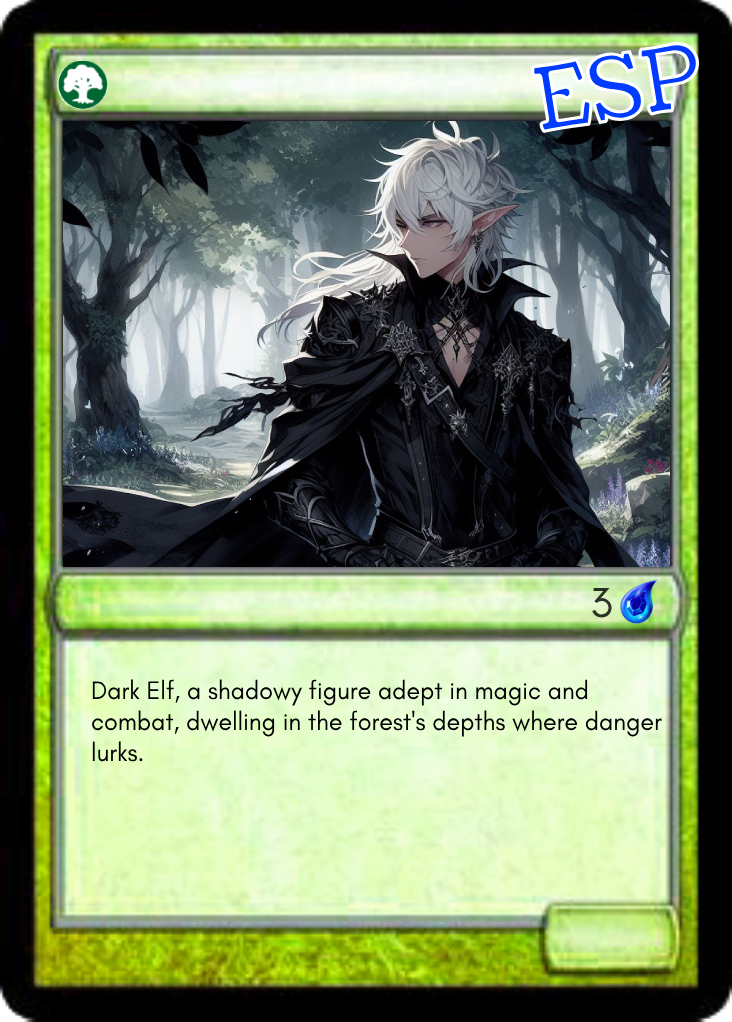 ESP
3
Dark Elf, a shadowy figure adept in magic and
combat, dwelling in the forest's depths where danger
lurks.